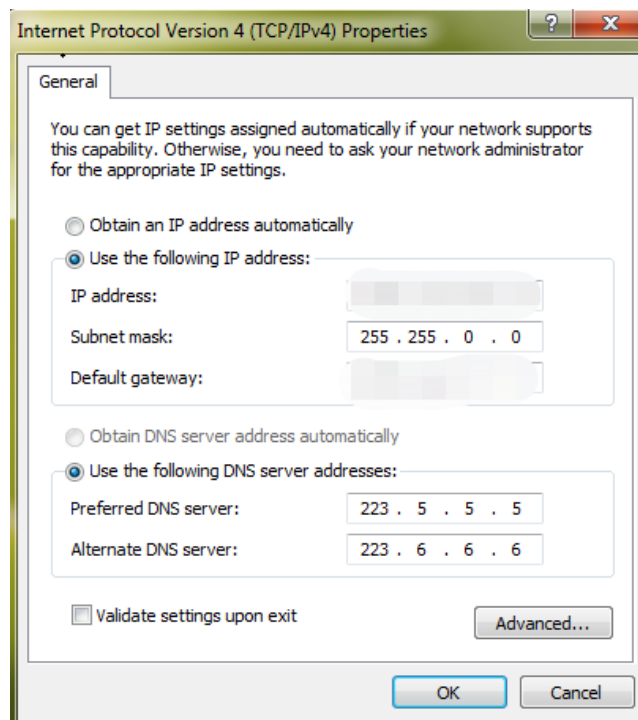 Internet Protocol Version 4 (TCP/IPv4) Properties
?
X
General
You can get IP settings assigned automatically if your network supports
this capability. Otherwise, you need to ask your network administrator
for the appropriate IP settings.
Obtain an IP address automatically
Use the following IP address:
IP address:
Subnet mask: 255 . 255 . 0 . 0
Default gateway:
Obtain DNS server address automatically
Use the following DNS server addresses:
Preferred DNS server: 223 . 5 . 5 . 5
Alternate DNS server: 223 . 6 . 6 . 6
Validate settings upon exit
Advanced...
OK Cancel